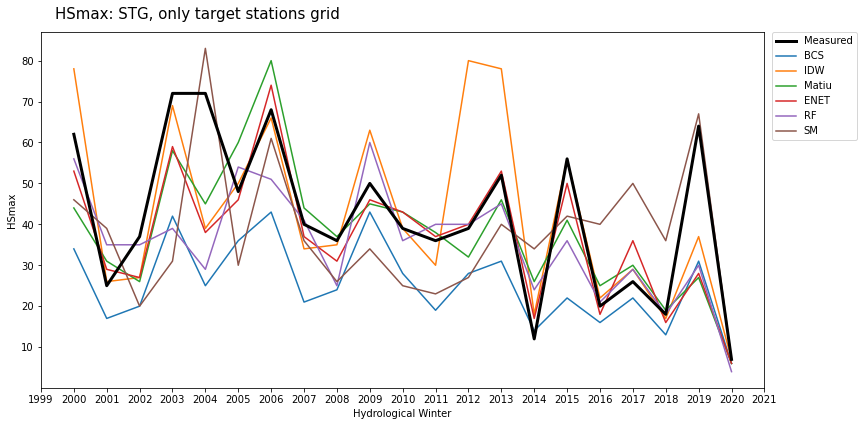 HSmax: STG, only target stations grid
Measured
BCS
IDW
Matiu
ENET
RF
SM
HSmax
80
70
60
50
40
30
20
10
1999 2000 2001 2002 2003 2004 2005 2006 2007 2008 2009 2010 2011 2012 2013 2014 2015 2016 2017 2018 2019 2020 2021
Hydrological Winter